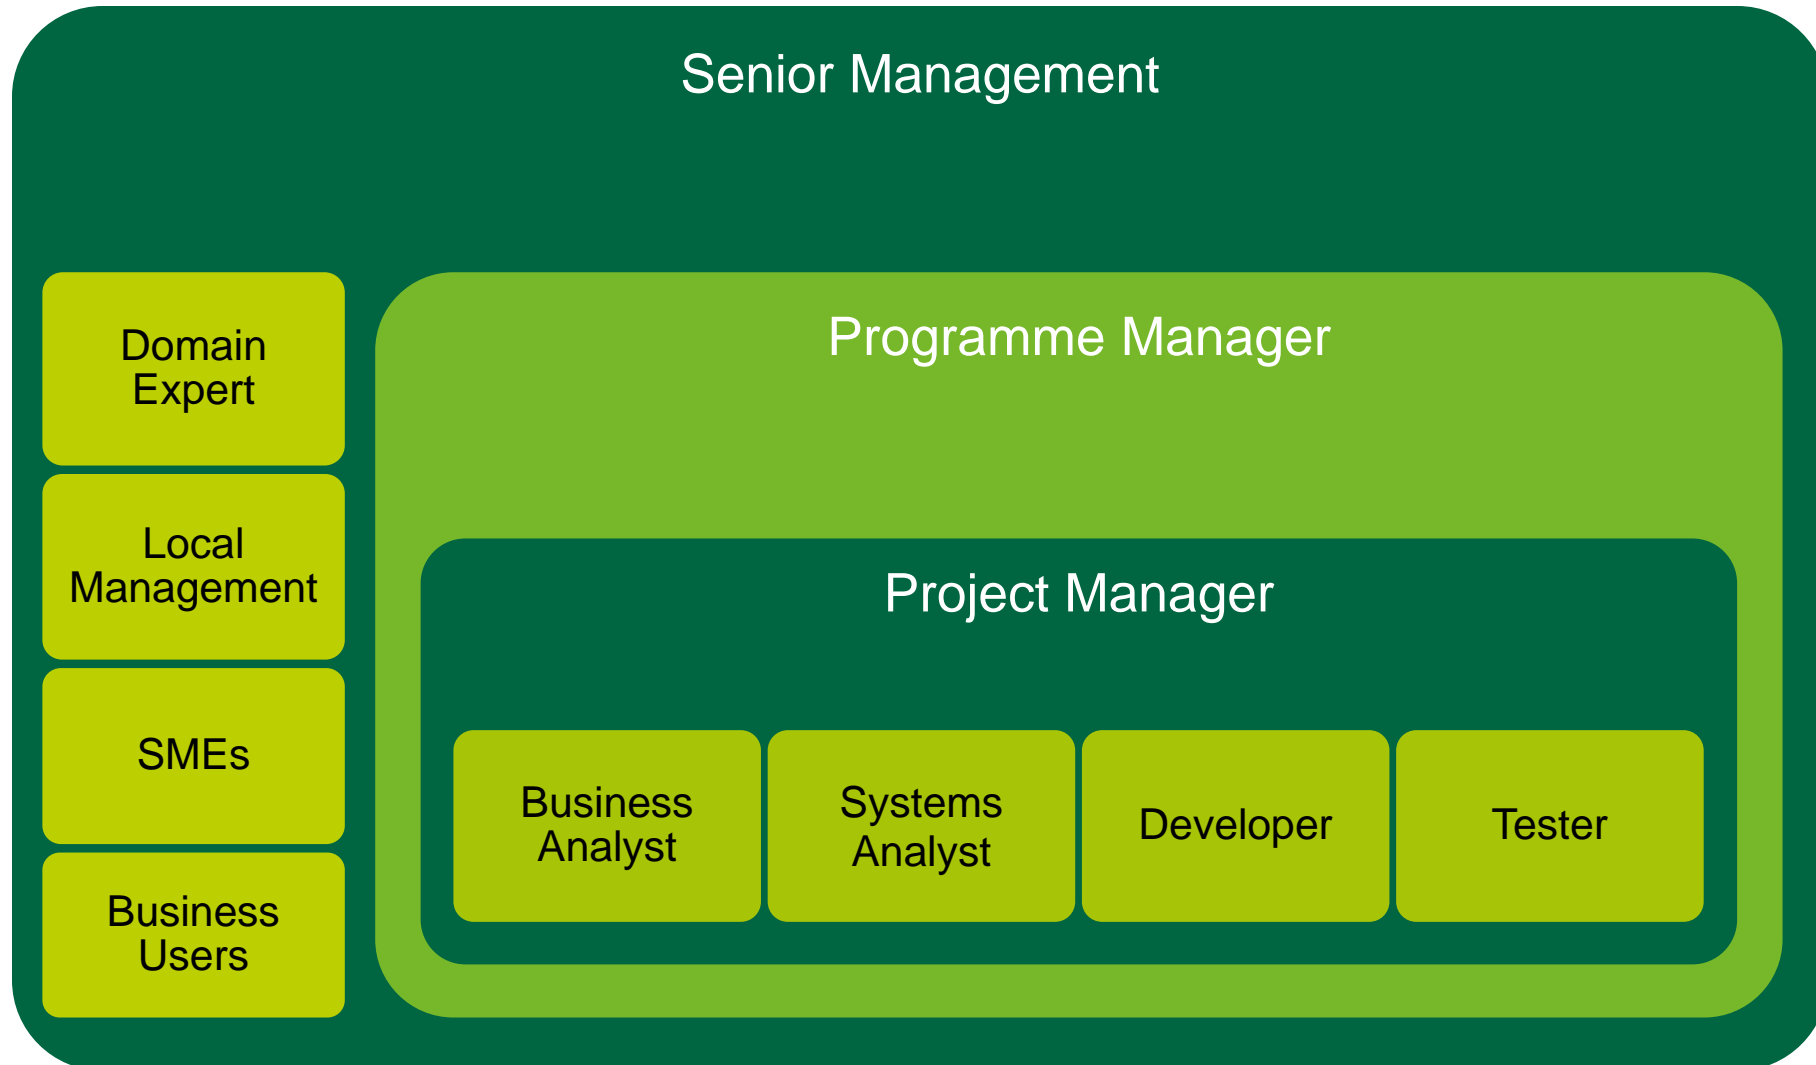 Senior Management
Domain
Expert
Local
Management
SMEs
Business
Users
Programme Manager
Project Manager
Business
Analyst
Systems
Analyst
Developer
Tester